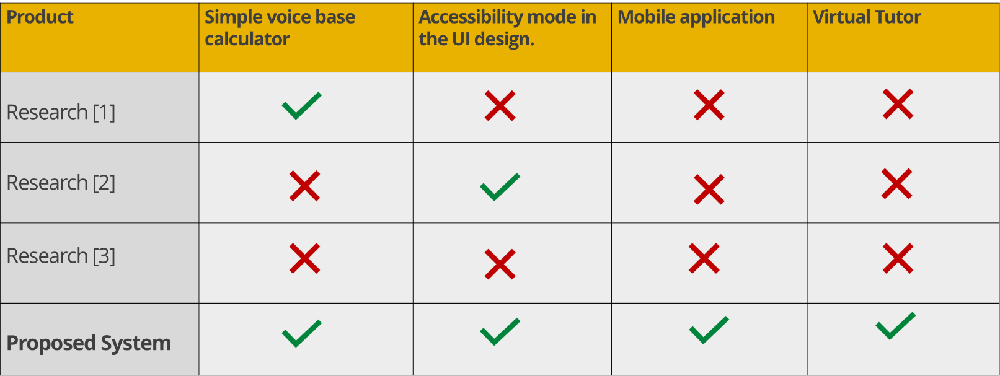 Product
Simple voice base
calculator
Accessibility mode in
the UI design.
Mobile application
Virtual Tutor
Research [1]
Research [2]
Research [3]
Proposed System